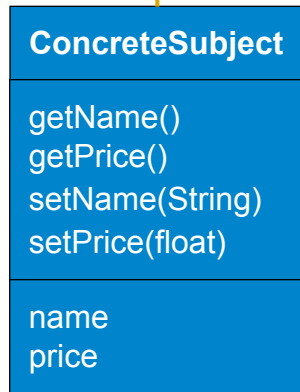 ConcreteSubject
getName()
getPrice()
setName(String)
setPrice(float)
name
price